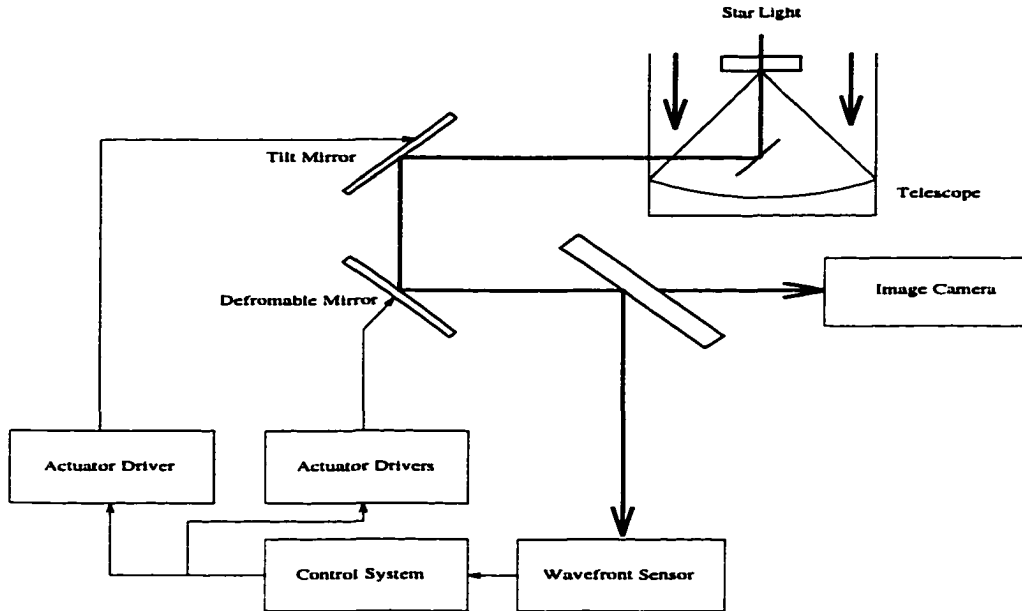 Star Light
Tilt Mirror
Telescope
Defromable Mirror
Image Camera
Actuator Driver
Actuator Drivers
Control System
Wavefront Sensor